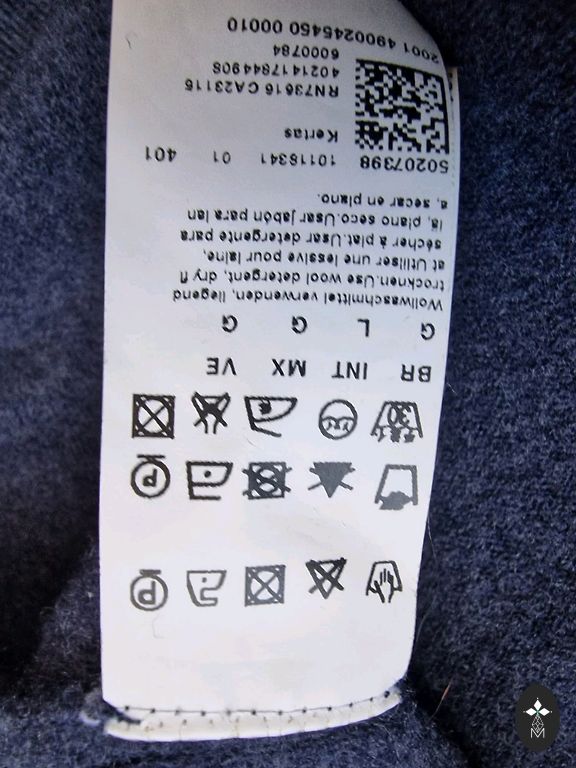 BR INT MX VE
G L G G
Wollwaschmittel verwenden, liegend
trocknen.Use wool detergent, dry fl
at Utiliser une lessive pour laine,
sécher à plat.Usar detergente para
lã, plano seco.Usar jabón para lan
a, secar en plano.
50207398 10118341 01 401
Kertas
RN73616 CA23115
4021417844908
6000784
2001 4900245450 00010